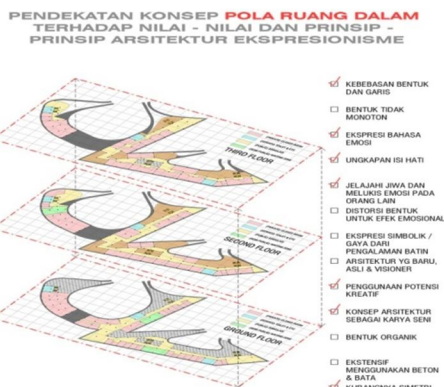 PENDEKATAN KONSEP POLA RUANG DALAM
TERHADAP NILAI - NILAI DAN PRINSIP -
PRINSIP ARSITEKTUR EKSPRESIONISME
THIRD FLOOR
SECOND FLOOR
GROUND FLOOR
KEBEBASAN BENTUK
DAN GARIS
BENTUK TIDAK
MONOTON
EKSPRESI BAHASA
EMOSI
UNGKAPAN ISI HATI
JELAJAHI JIWA DAN
MELUKIS EMOSI PADA
ORANG LAIN
DISTORSI BENTUK
UNTUK EFEK EMOSIONAL
EKSPRESI SIMBOLIK /
GAYA DARI
PENGALAMAN BATIN
ARSITEKTUR YG BARU,
ASLI & VISIONER
PENGGUNAAN POTENSI
KREATIF
KONSEP ARSITEKTUR
SEBAGAI KARYA SENI
BENTUK ORGANIK
EKSTENSIF
MENGGUNAKAN BETON
& BATA